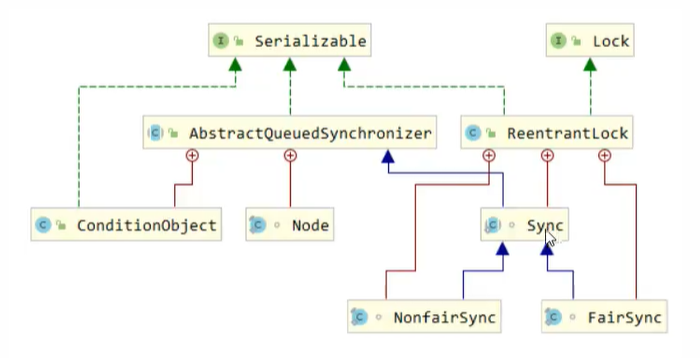 I Serializable
I Lock
C AbstractQueuedSynchronizer
C ReentrantLock
C ConditionObject
C Node
C Sync
C NonfairSync
C FairSync